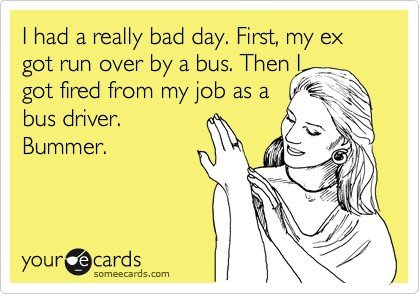 I had a really bad day. First, my ex
got run over by a bus. Then I
got fired from my job as a
bus driver.
Bummer.
your e cards
someecards.com